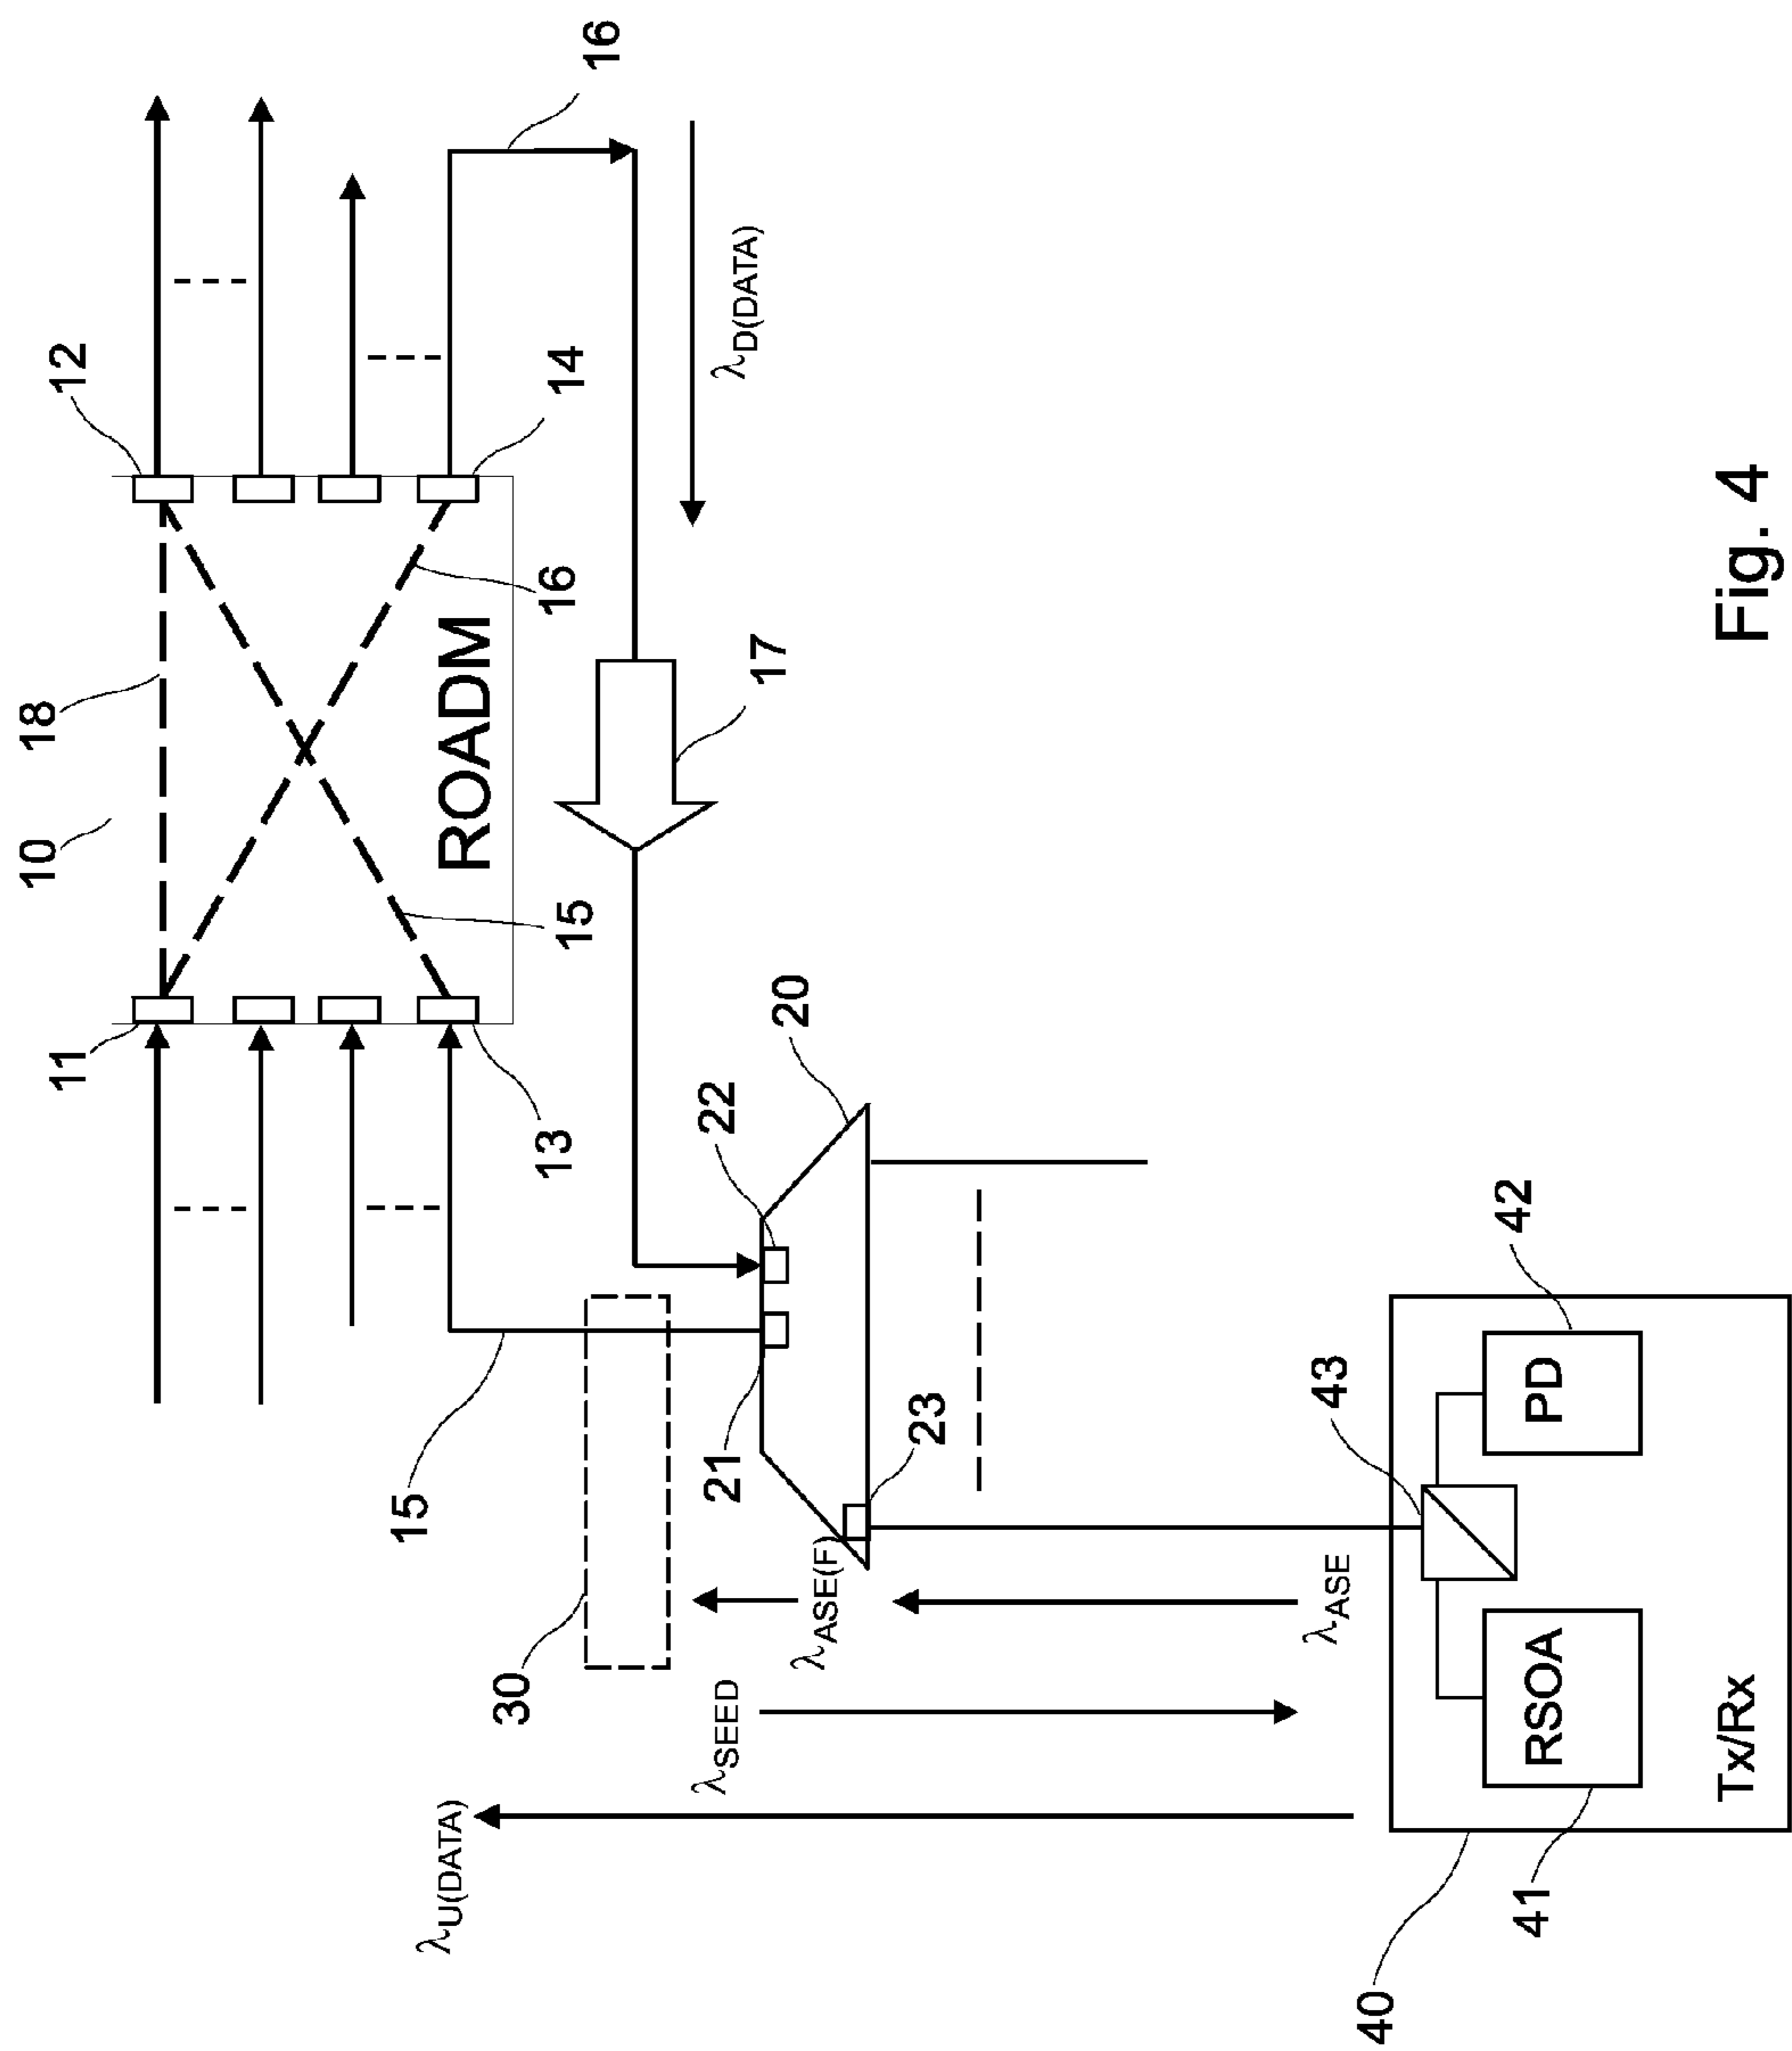 10
18
11
12
16
13
14
15
16
ROADM
17
λD(DATA)
15
30
21
22
20
23
λU(DATA)
λSEED
λASE(F)
λASE
40
41
RSOA
43
PD
42
Tx/Rx
Fig. 4